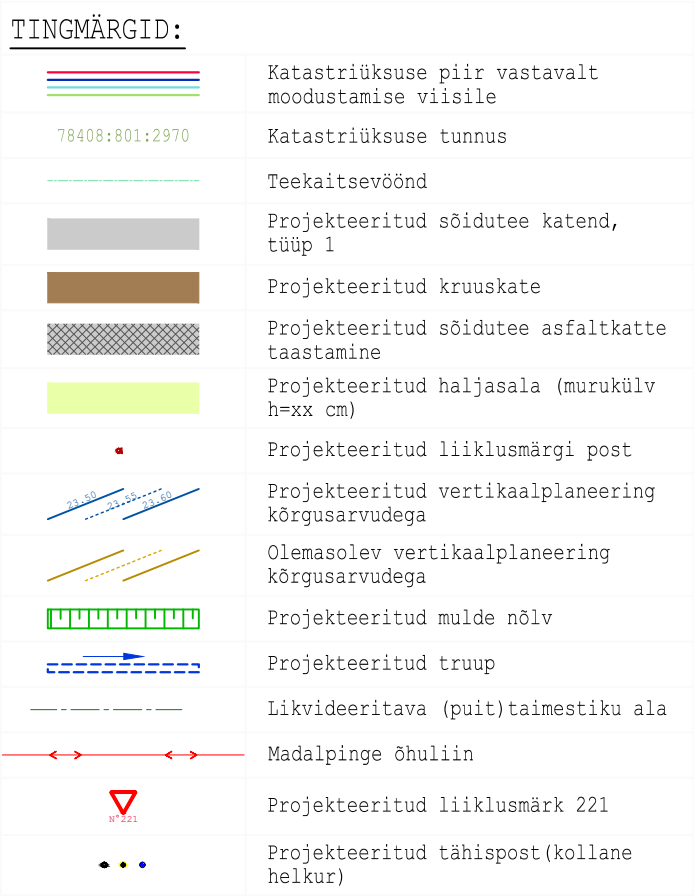 TINGMÄRGID:
Katastriüksuse piir vastavalt
moodustamise viisile
78408:801:2970
Katastriüksuse tunnus
Teekaitsevöönd
Projekteeritud sõidutee katend,
tüüp 1
Projekteeritud kruuskate
Projekteeritud sõidutee asfaltkatte
taastamine
Projekteeritud haljasala (murukülv
h=xx cm)
Projekteeritud liiklusmärgi post
23.50
23.55
23.60
Projekteeritud vertikaalplaneering
kõrgusarvudega
Olemasolev vertikaalplaneering
kõrgusarvudega
Projekteeritud mulde nõlv
Projekteeritud truup
Likvideeritava (puit)taimestiku ala
Madalpinge õhuliin
N°221
Projekteeritud liiklusmärk 221
Projekteeritud tähispost(kollane
helkur)